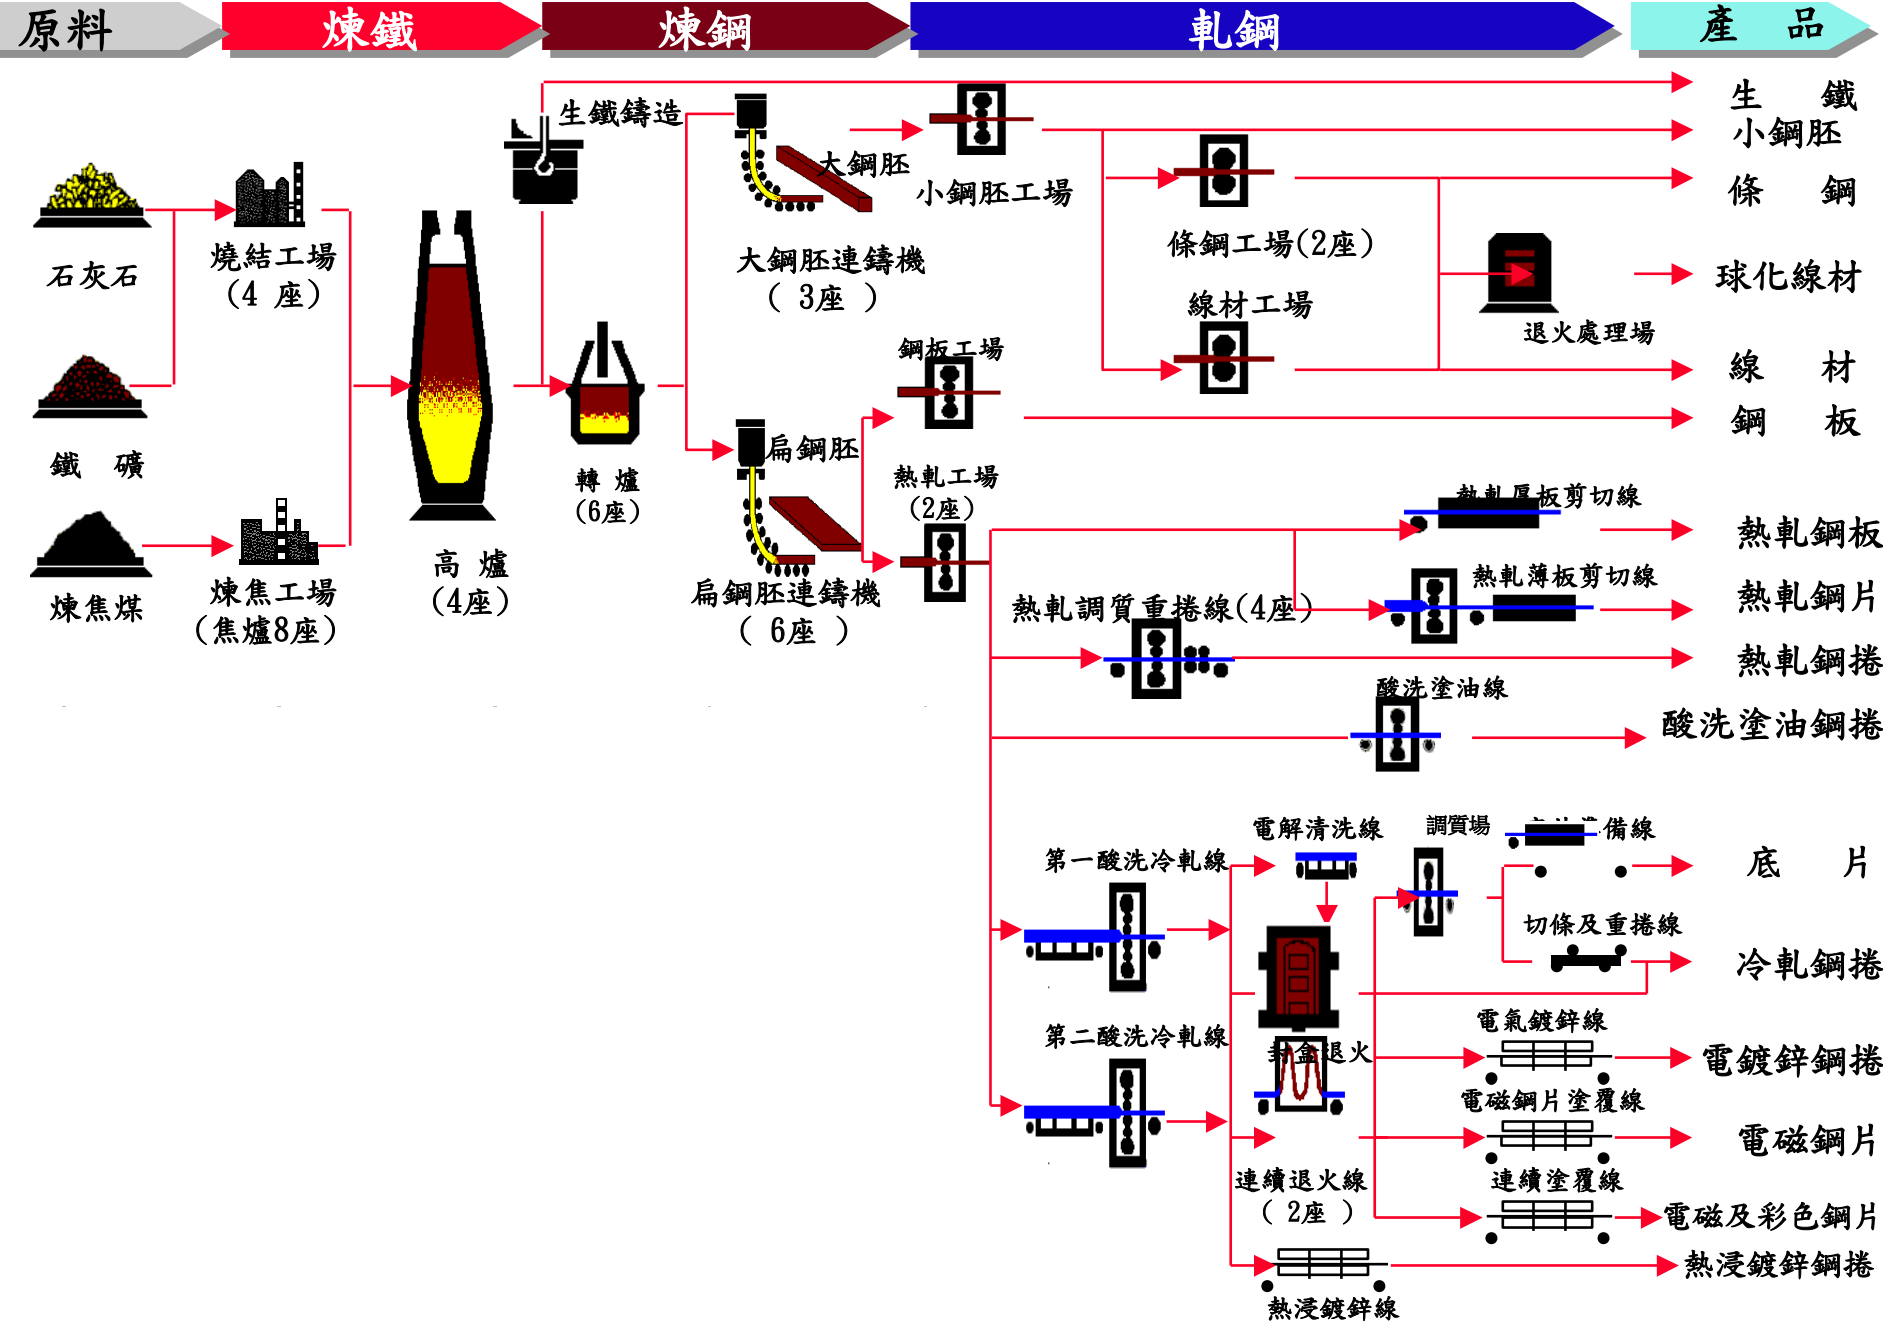 原料
煉鐵
煉鋼
軋鋼
產 品
生鐵鑄造
石灰石
燒結工場
(4 座)
鐵 礦
煉焦煤
煉焦工場
(焦爐8座)
高 爐
(4座)
轉 爐
(6座)
大鋼胚
大鋼胚連鑄機
( 3座 )
扁鋼胚
扁鋼胚連鑄機
( 6座 )
小鋼胚工場
條鋼工場(2座)
線材工場
退火處理場
鋼板工場
熱軋工場
(2座)
熱軋厚板剪切線
熱軋薄板剪切線
熱軋調質重捲線(4座)
酸洗塗油線
第一酸洗冷軋線
第二酸洗冷軋線
電解清洗線
調質場
備線
切條及重捲線
封盒退火
電氣鍍鋅線
電磁鋼片塗覆線
連續退火線
( 2座 )
連續塗覆線
熱浸鍍鋅線
生 鐵
小鋼胚
條 鋼
球化線材
線 材
鋼 板
熱軋鋼板
熱軋鋼片
熱軋鋼捲
酸洗塗油鋼捲
底 片
冷軋鋼捲
電鍍鋅鋼捲
電磁鋼片
電磁及彩色鋼片
熱浸鍍鋅鋼捲